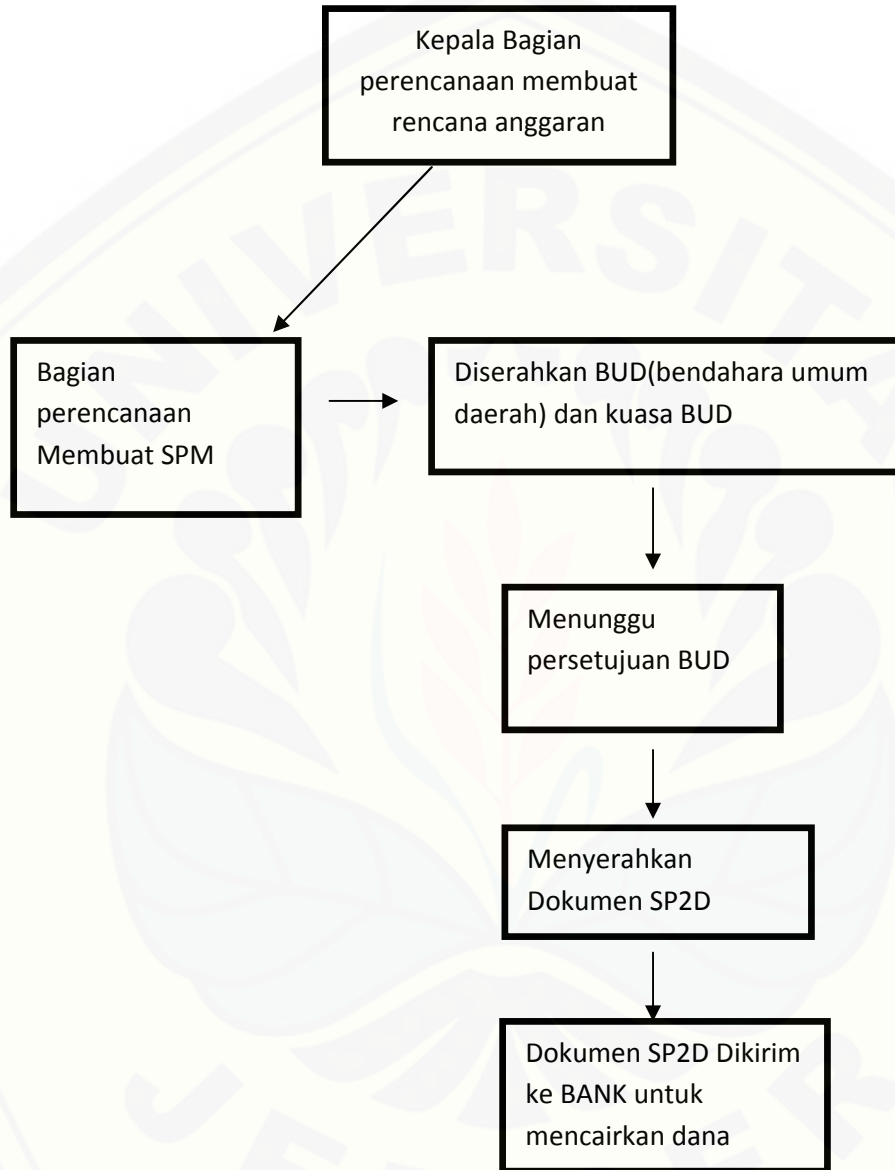 Kepala Bagian
perencanaan membuat
rencana anggaran
Bagian
perencanaan
Membuat SPM
Diserahkan BUD(bendahara umum
daerah) dan kuasa BUD
Menunggu
persetujuan BUD
Menyerahkan
Dokumen SP2D
Dokumen SP2D Dikirim
ke BANK untuk
mencairkan dana
UNIVERSITA